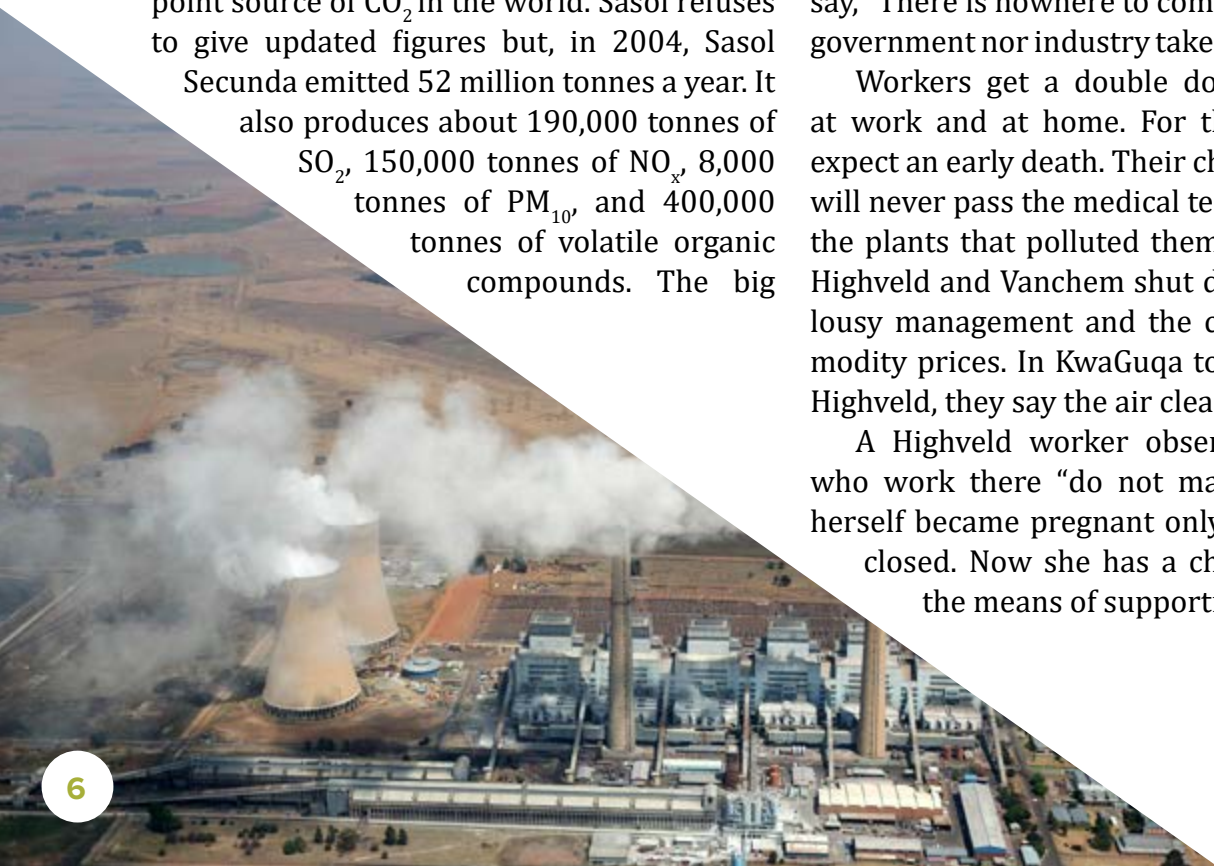 point source of CO₂ in the world. Sasol refuses
to give updated figures but, in 2004, Sasol
Secunda emitted 52 million tonnes a year. It
also produces about 190,000 tonnes of
SO₂, 150,000 tonnes of NOₓ, 8,000
tonnes of PM₁₀, and 400,000
tonnes of volatile organic
compounds. The big
say, “There is nowhere to com
government nor industry take
Workers get a double do
at work and at home. For t
expect an early death. Their ch
will never pass the medical te
the plants that polluted them
Highveld and Vanchem shut d
lousy management and the c
modity prices. In KwaGuqa to
Highveld, they say the air clea
A Highveld worker obser
who work there “do not ma
herself became pregnant only
closed. Now she has a ch
the means of support
6